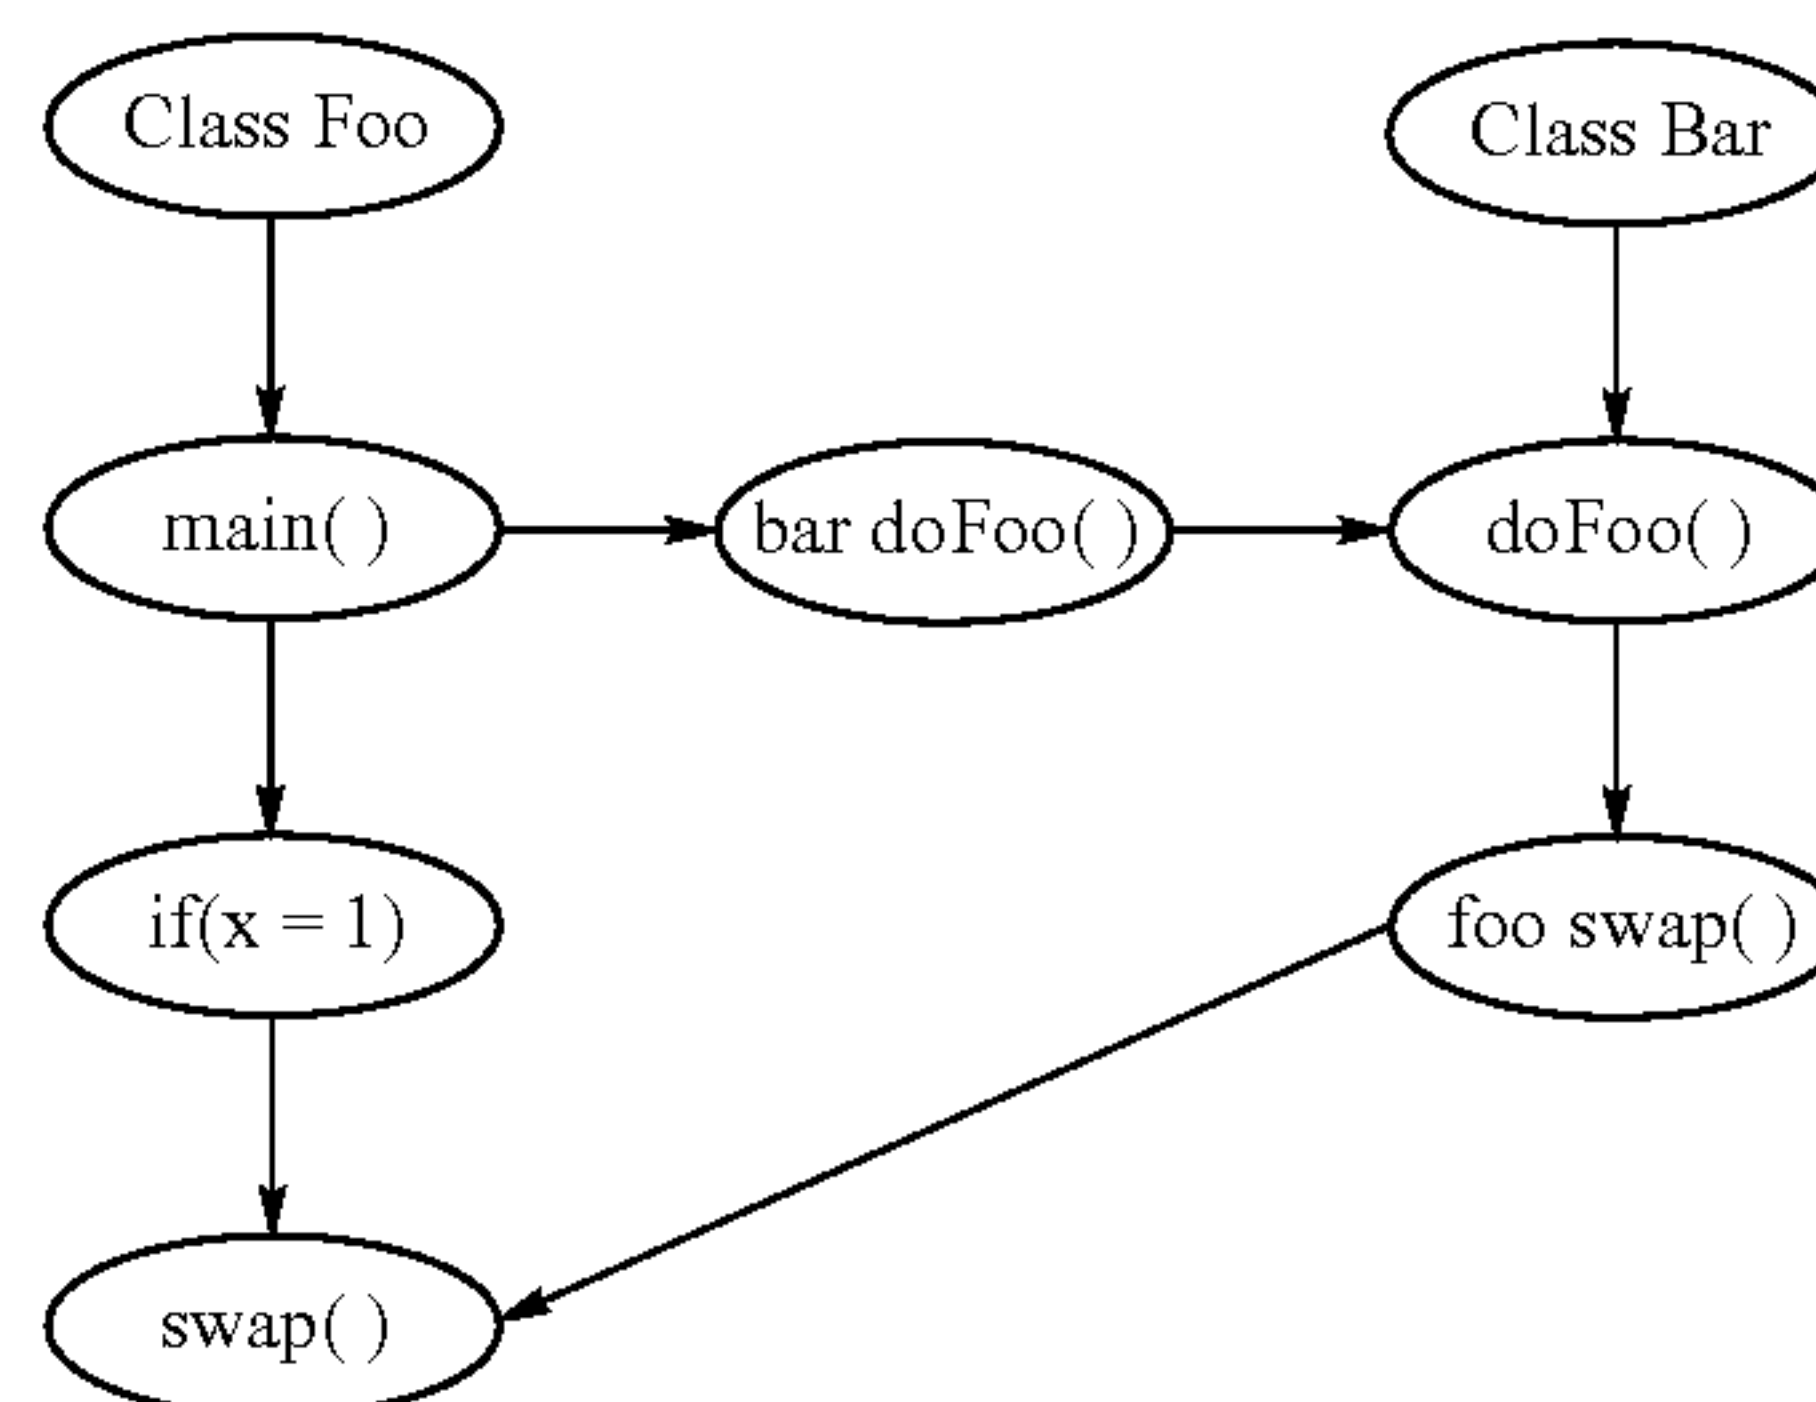 Class Foo
Class Bar
main( )
bar doFoo( )
doFoo( )
if(x = 1)
foo swap( )
swap( )